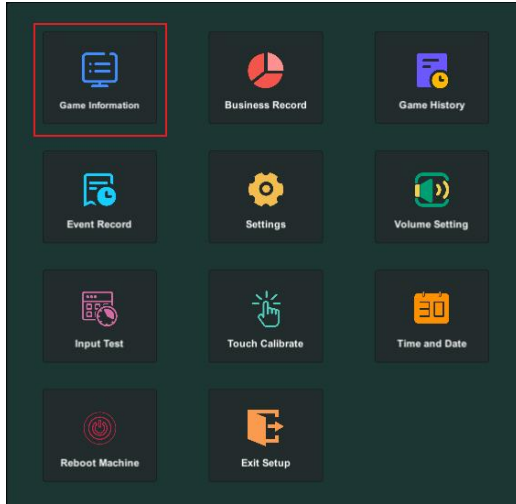 Game Information
Business Record
Game History
Event Record
Settings
Volume Setting
Input Test
Touch Calibrate
30
Time and Date
Reboot Machine
Exit Setup